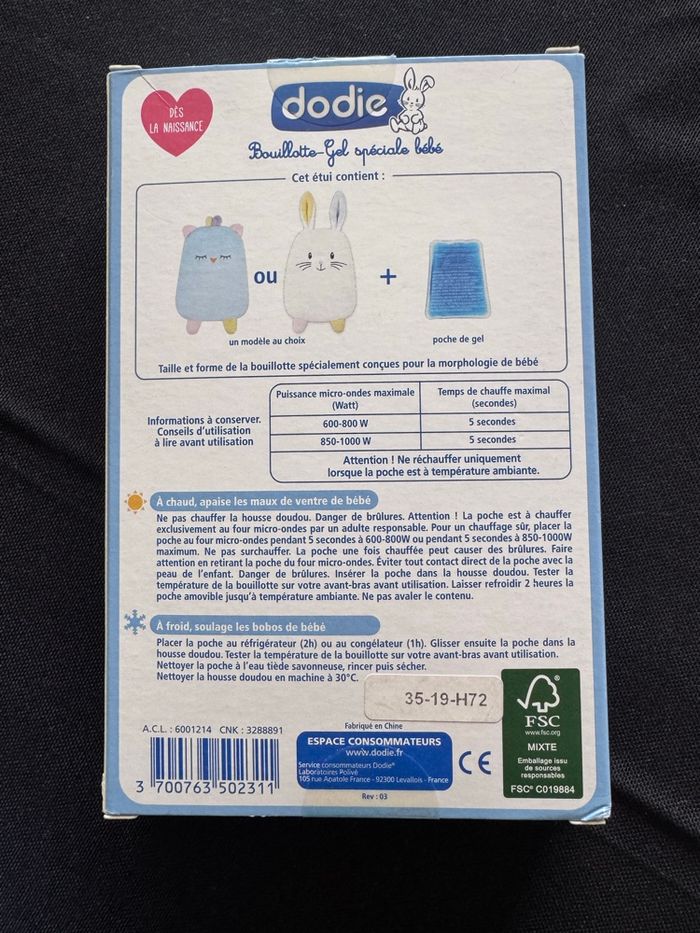 DÈS
LA NAISSANCE
dodie
Bouillotte-Gel spéciale bébé
Cet étui contient :
ou
+
un modèle au choix
poche de gel
Taille et forme de la bouillotte spécialement conçues pour la morphologie de bébé
Informations à conserver.
Conseils d'utilisation
à lire avant utilisation
Puissance micro-ondes maximale
(Watt)
Temps de chauffe maximal
(secondes)
600-800 W
5 secondes
850-1000 W
5 secondes
Attention ! Ne réchauffer uniquement
lorsque la poche est à température ambiante.
À chaud, apaise les maux de ventre de bébé
Ne pas chauffer la housse doudou. Danger de brûlures. Attention ! La poche est à chauffer
exclusivement au four micro-ondes par un adulte responsable. Pour un chauffage sûr, placer la
poche au four micro-ondes pendant 5 secondes à 600-800W ou pendant 5 secondes à 850-1000W
maximum. Ne pas surchauffer. La poche une fois chauffée peut causer des brûlures. Faire
attention en retirant la poche du four micro-ondes. Éviter tout contact direct de la poche avec la
peau de l'enfant. Danger de brûlures. Insérer la poche dans la housse doudou. Tester la
température de la bouillotte sur votre avant-bras avant utilisation. Laisser refroidir 2 heures la
poche amovible jusqu'à température ambiante. Ne pas avaler le contenu.
À froid, soulage les bobos de bébé
Placer la poche au réfrigérateur (2h) ou au congélateur (1h). Glisser ensuite la poche dans la
housse doudou. Tester la température de la bouillotte sur votre avant-bras avant utilisation.
Nettoyer la poche à l'eau tiède savonneuse, rincer puis sécher.
Nettoyer la housse doudou en machine à 30°C.
35-19-H72
A.C.L. : 6001214 CNK : 3288891
3 700763 502311
Fabriqué en Chine
ESPACE CONSOMMATEURS
www.dodie.fr
Service consommateurs Dodie®
Laboratoires Polivé
105 rue Anatole France - 92300 Levallois - France
Rev : 03
CE
FSC
www.fsc.org
MIXTE
Emballage issu
de sources
responsables
FSC® C019884